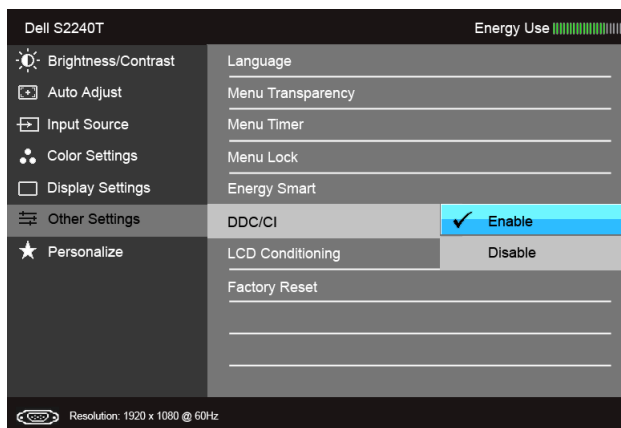 Dell S2240T
Energy Use
Brightness/Contrast
Auto Adjust
Input Source
Color Settings
Display Settings
Other Settings
Personalize
Language
Menu Transparency
Menu Timer
Menu Lock
Energy Smart
DDC/CI
LCD Conditioning
Factory Reset
Enable
Disable
Resolution: 1920 x 1080 @ 60Hz